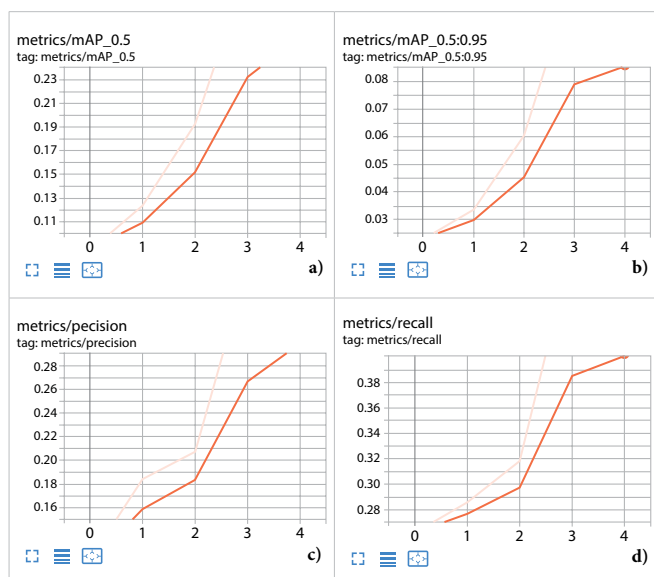 metrics/mAP_0.5
tag: metrics/mAP_0.5
0.23
0.21
0.19
0.17
0.15
0.13
0.11
0 1 2 3 4
a)
metrics/mAP_0.5:0.95
tag: metrics/mAP_0.5:0.95
0.08
0.07
0.06
0.05
0.04
0.03
0 1 2 3 4
b)
metrics/pecision
tag: metrics/precision
0.28
0.26
0.24
0.22
0.20
0.18
0.16
0 1 2 3 4
c)
metrics/recall
tag: metrics/recall
0.38
0.36
0.34
0.32
0.30
0.28
0 1 2 3 4
d)